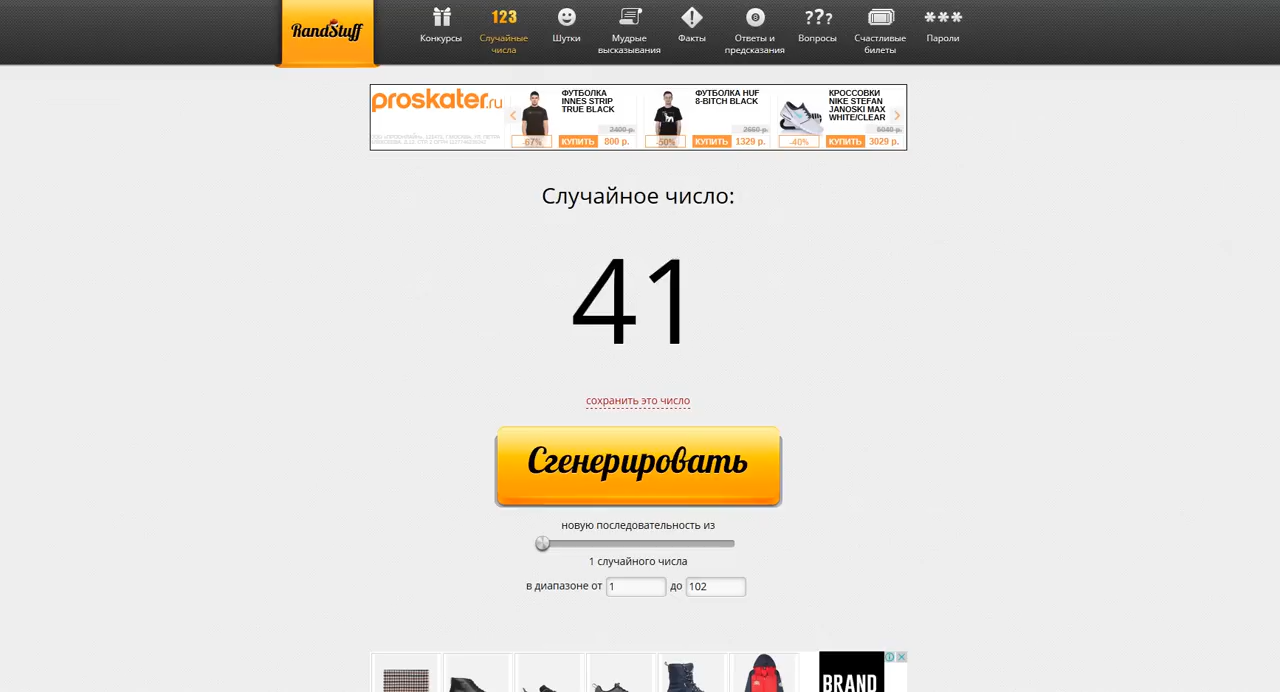 RandStuff
Конкурсы
123
Случайные
числа
Шутки
Мудрые
высказывания
Факты
8
Ответы и
предсказания
???
Вопросы
Счастливые
билеты
***
Пароли
proskater.ru
ФУТБОЛКА
INNES STRIP
TRUE BLACK
2400 р.
-67%
КУПИТЬ
800 р.
ФУТБОЛКА HUF
8-BITCH BLACK
2660 р.
-50%
КУПИТЬ
1329 р.
КРОССОВКИ
NIKE STEFAN
JANOSKI MAX
WHITE/CLEAR
5049 р.
-40%
КУПИТЬ
3029 р.
Случайное число:
41
сохранить это число
Сгенерировать
новую последовательность из
1 случайного числа
в диапазоне от 1 до 102
BRAND